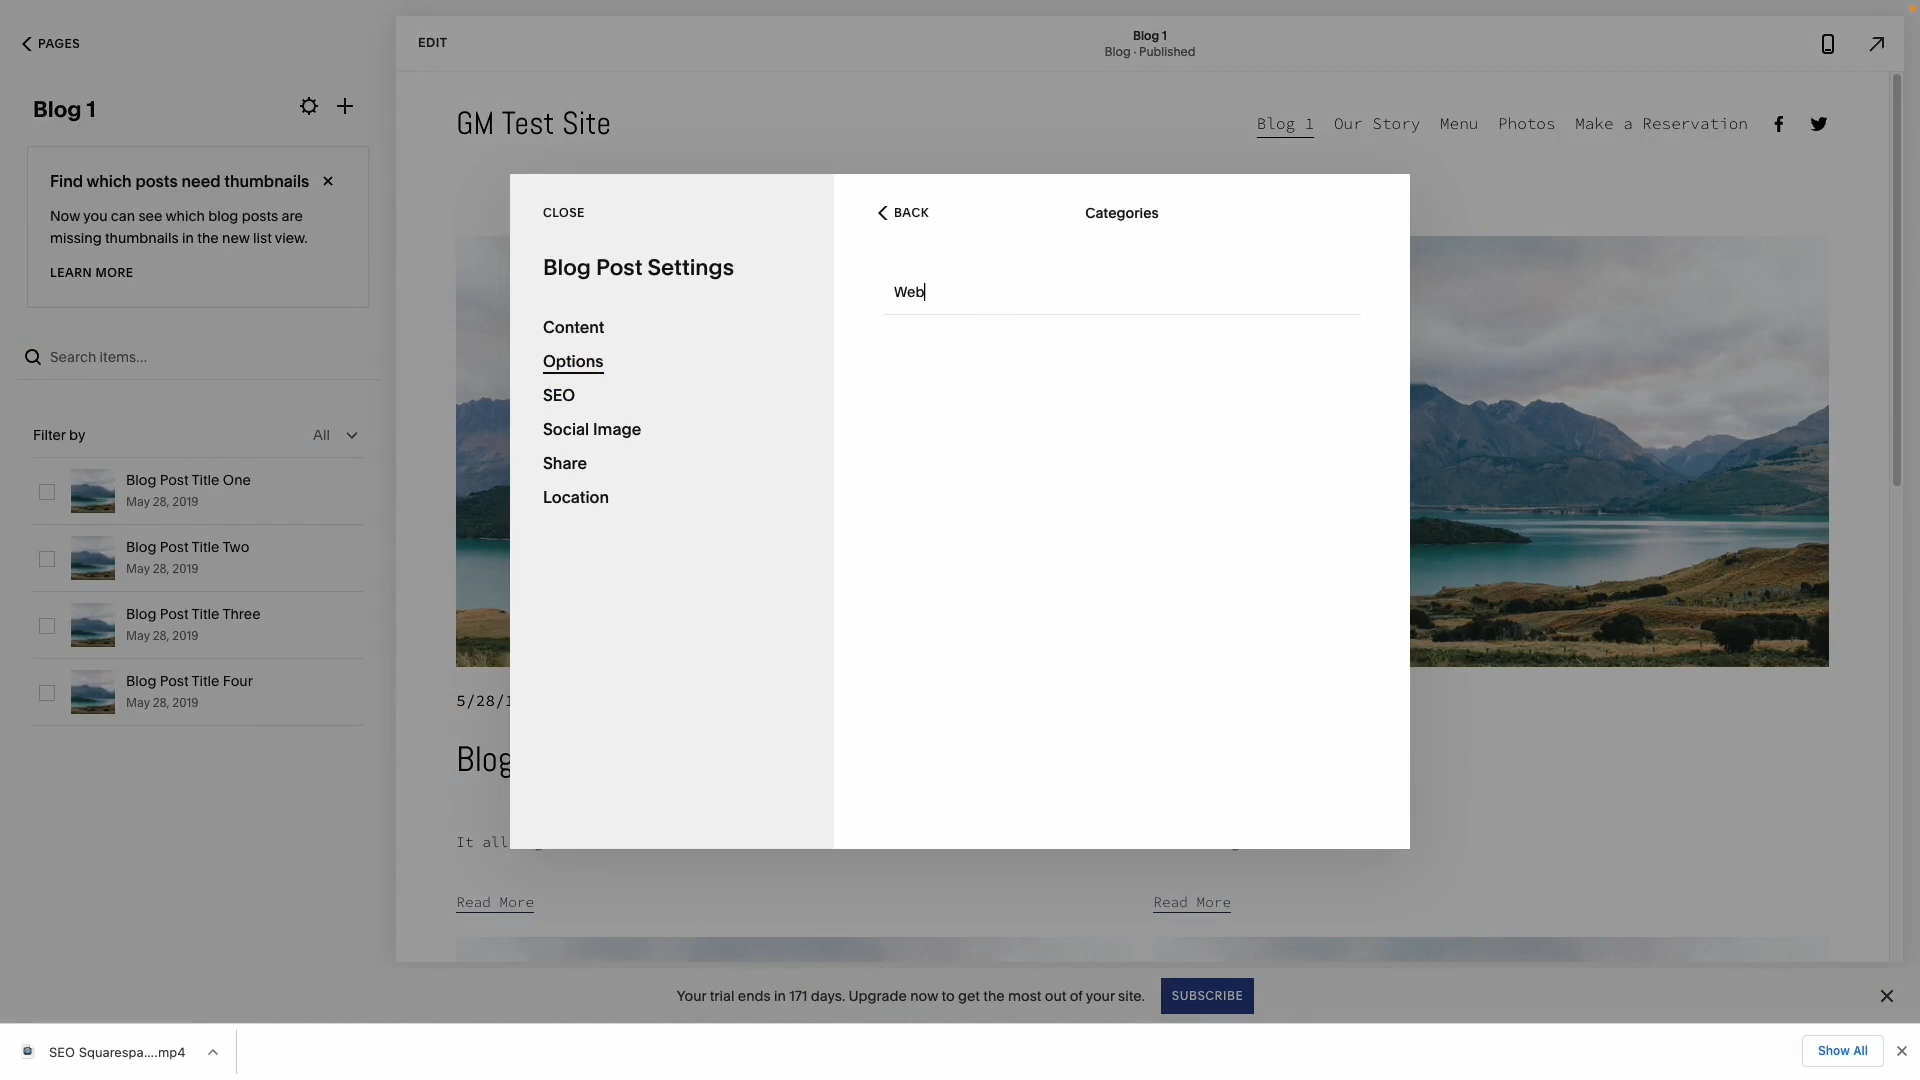 PAGES
Blog 1
Find which posts need thumbnails
Now you can see which blog posts are
missing thumbnails in the new list view.
LEARN MORE
Search items...
Filter by
All
Blog Post Title One
May 28, 2019
Blog Post Title Two
May 28, 2019
Blog Post Title Three
May 28, 2019
Blog Post Title Four
May 28, 2019
EDIT
Blog 1
Blog · Published
GM Test Site
Blog 1 Our Story Menu Photos Make a Reservation
CLOSE
Blog Post Settings
Content
Options
SEO
Social Image
Share
Location
BACK
Categories
Web
5/28/1
Blog
It all
Read More
Read More
Your trial ends in 171 days. Upgrade now to get the most out of your site.
SUBSCRIBE
SEO Squarespa....mp4
Show All